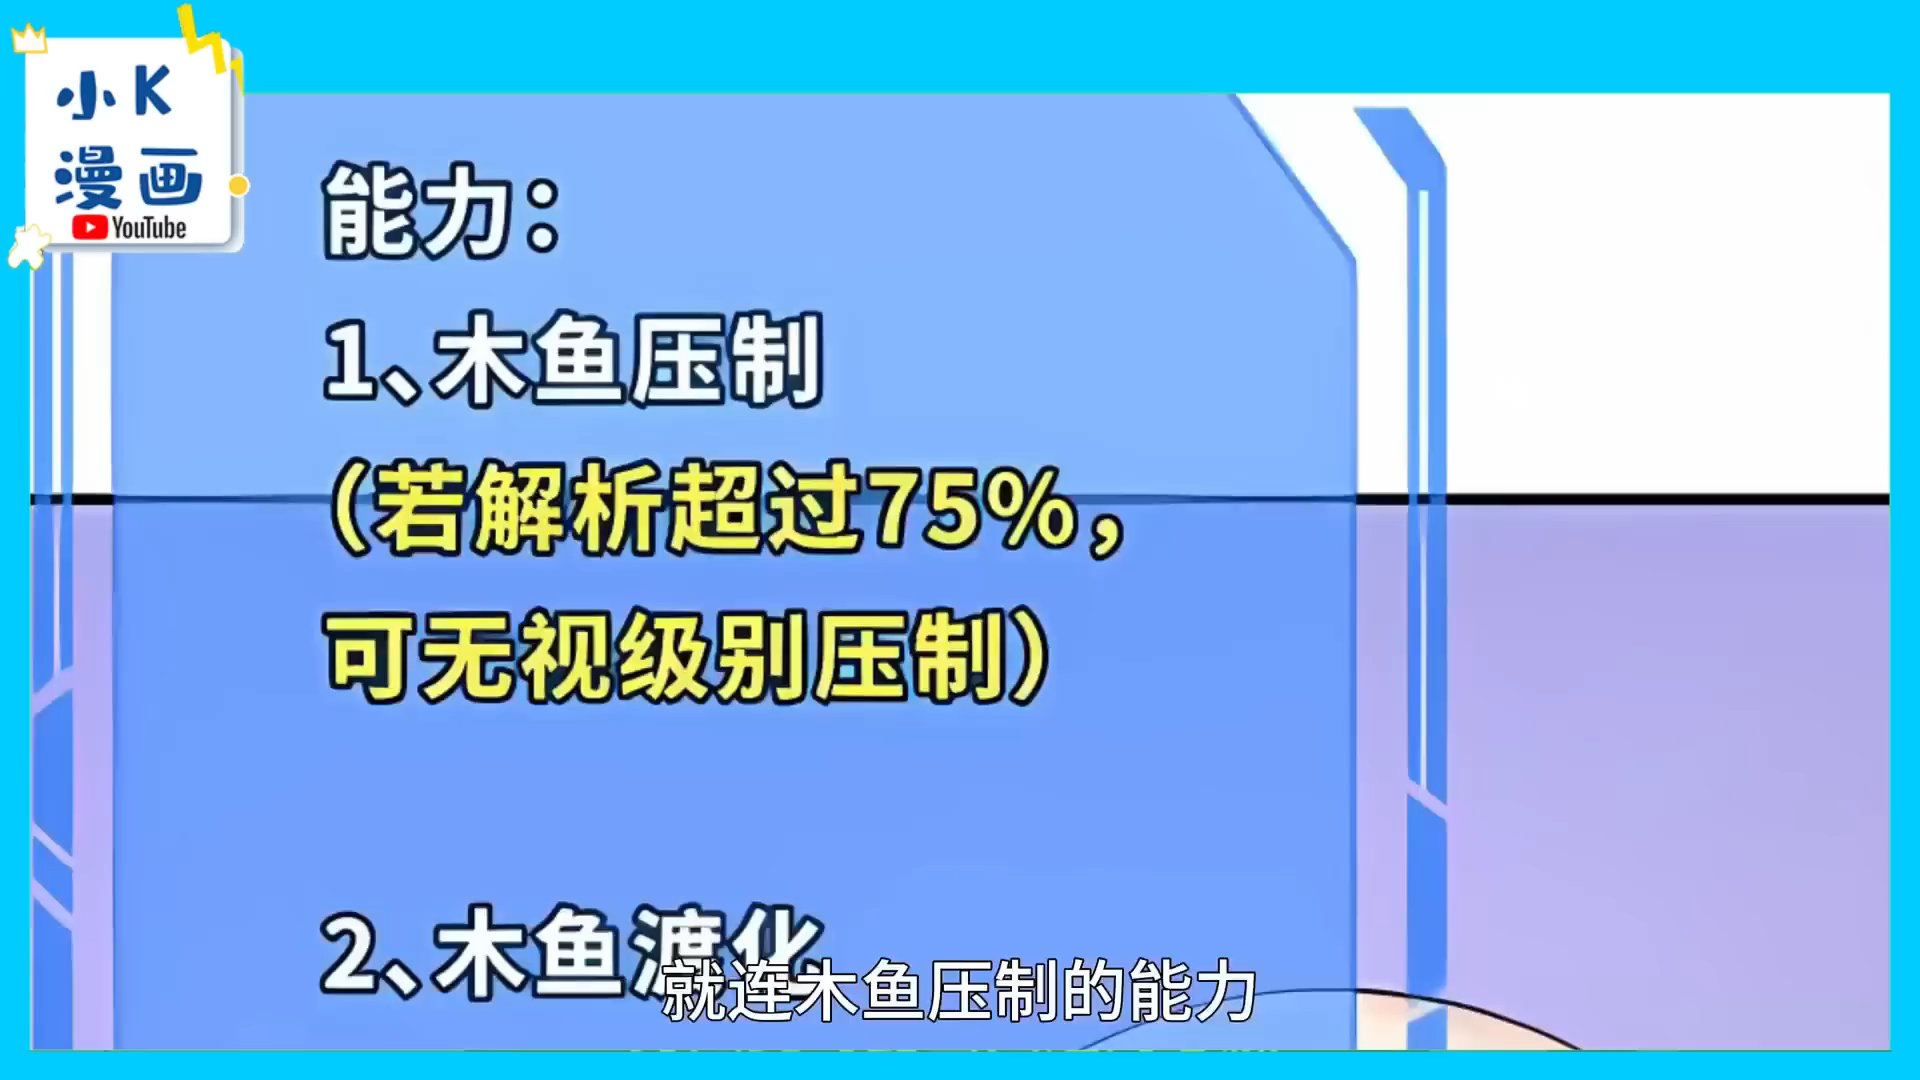 小K
漫画
YouTube
能力：
1、木鱼压制
（若解析超过75%，
可无视级别压制）
2、木鱼渡化
就连木鱼压制的能力